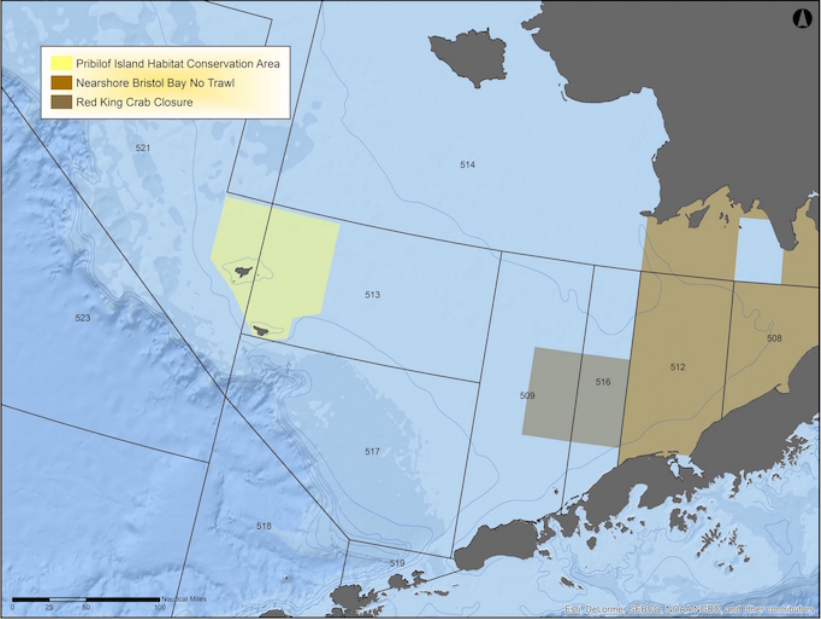 Pribilof Island Habitat Conservation Area
Nearshore Bristol Bay No Trawl
Red King Crab Closure
521
514
513
523
508
512
516
509
517
518
519
Nautical Miles
0 25 50 100
Esri, DeLorme, GEBCO, NOAA NGDC, and other contributors